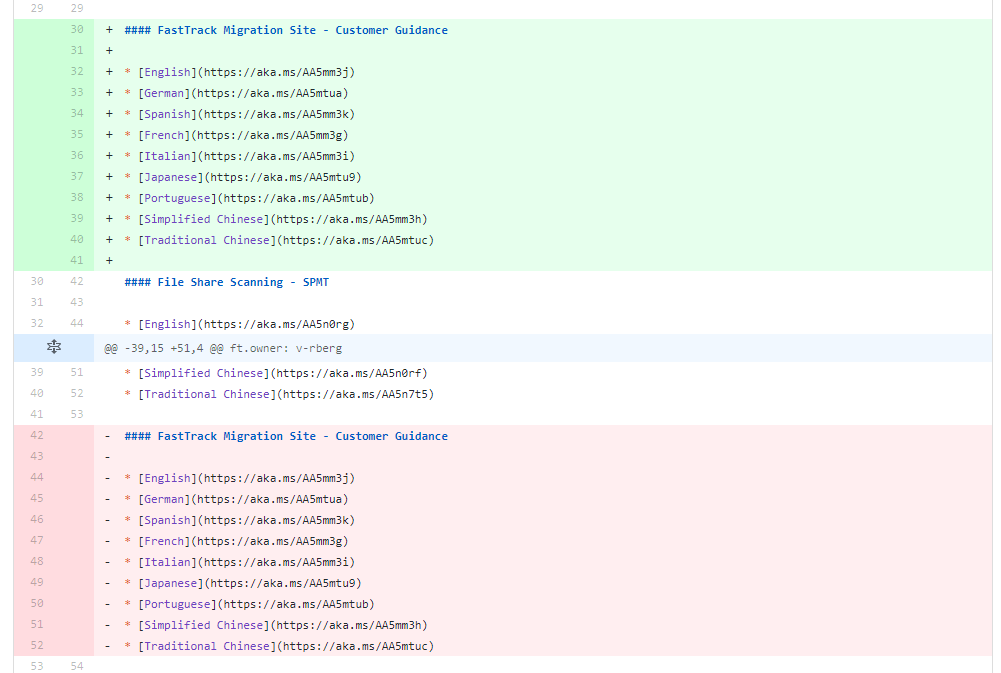 29 29
30 + #### FastTrack Migration Site - Customer Guidance
31 +
32 + * [English](https://aka.ms/AA5mm3j)
33 + * [German](https://aka.ms/AA5mtua)
34 + * [Spanish](https://aka.ms/AA5mm3k)
35 + * [French](https://aka.ms/AA5mm3g)
36 + * [Italian](https://aka.ms/AA5mm3i)
37 + * [Japanese](https://aka.ms/AA5mtu9)
38 + * [Portuguese](https://aka.ms/AA5mtub)
39 + * [Simplified Chinese](https://aka.ms/AA5mm3h)
40 + * [Traditional Chinese](https://aka.ms/AA5mtuc)
41 +
30 42 #### File Share Scanning - SPMT
31 43
32 44 * [English](https://aka.ms/AA5n0rg)
@@ -39,15 +51,4 @@ ft.owner: v-rberg
39 51 * [Simplified Chinese](https://aka.ms/AA5n0rf)
40 52 * [Traditional Chinese](https://aka.ms/AA5n7t5)
41 53
42 - #### FastTrack Migration Site - Customer Guidance
43 -
44 - * [English](https://aka.ms/AA5mm3j)
45 - * [German](https://aka.ms/AA5mtua)
46 - * [Spanish](https://aka.ms/AA5mm3k)
47 - * [French](https://aka.ms/AA5mm3g)
48 - * [Italian](https://aka.ms/AA5mm3i)
49 - * [Japanese](https://aka.ms/AA5mtu9)
50 - * [Portuguese](https://aka.ms/AA5mtub)
51 - * [Simplified Chinese](https://aka.ms/AA5mm3h)
52 - * [Traditional Chinese](https://aka.ms/AA5mtuc)
53 54